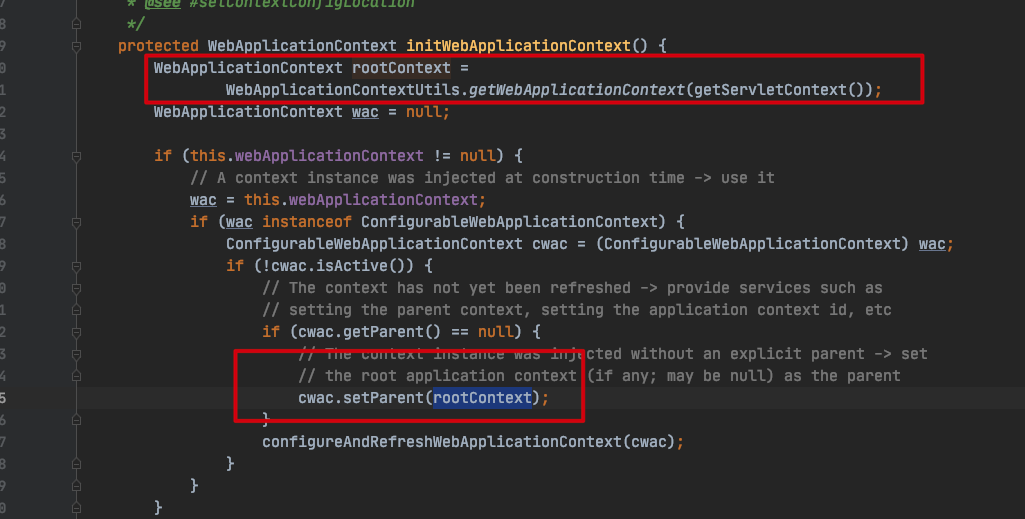 * @see #setContextConfigLocation
8 */
9 protected WebApplicationContext initWebApplicationContext() {
0 WebApplicationContext rootContext =
1 WebApplicationContextUtils.getWebApplicationContext(getServletContext());
2 WebApplicationContext wac = null;
3
4 if (this.webApplicationContext != null) {
5 // A context instance was injected at construction time -> use it
6 wac = this.webApplicationContext;
7 if (wac instanceof ConfigurableWebApplicationContext) {
8 ConfigurableWebApplicationContext cwac = (ConfigurableWebApplicationContext) wac;
9 if (!cwac.isActive()) {
0 // The context has not yet been refreshed -> provide services such as
1 // setting the parent context, setting the application context id, etc
2 if (cwac.getParent() == null) {
3 // The context instance was injected without an explicit parent -> set
4 // the root application context (if any; may be null) as the parent
5 cwac.setParent(rootContext);
6 }
7 configureAndRefreshWebApplicationContext(cwac);
8 }
9 }
0 }